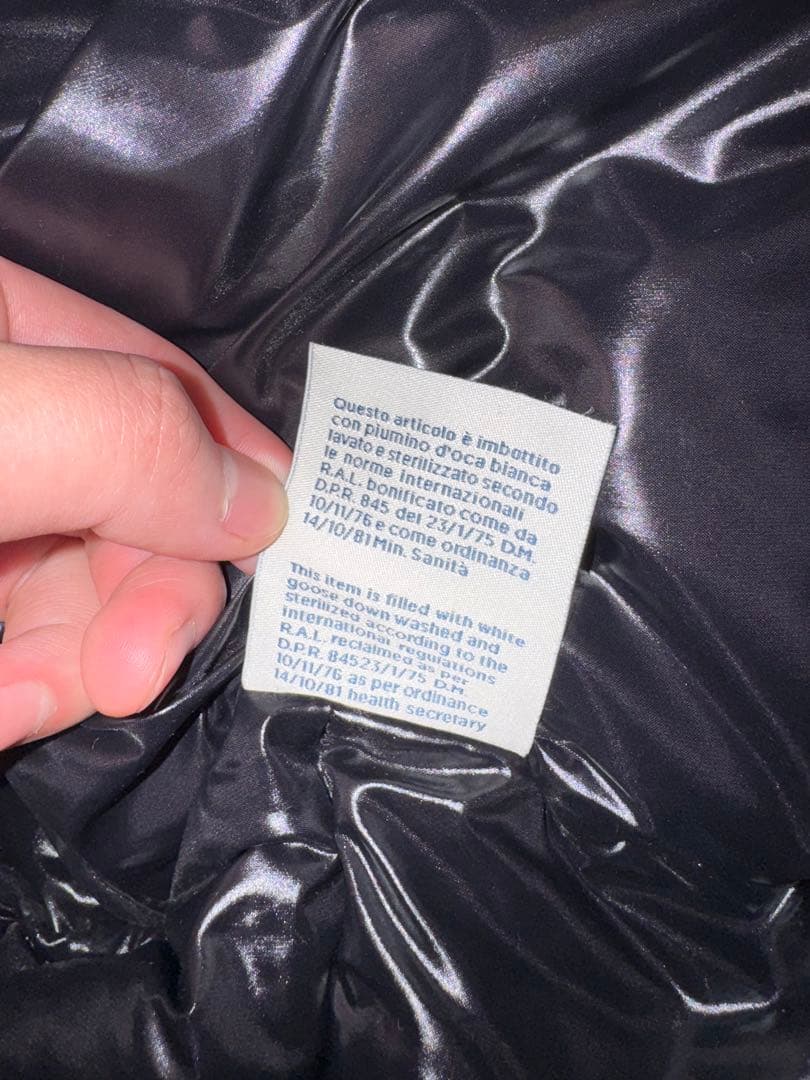 Questo articolo è imbottito
con piumino d'oca bianca
lavato e sterilizzato secondo
le norme internazionali
R.A.L. bonificato come da
D.P.R. 845 del 23/1/75 D.M.
10/11/76 e come ordinanza
14/10/81 Min. Sanità
This item is filled with white
goose down washed and
sterilized according to the
international regulations
R.A.L. reclaimed as per
D.P.R. 84523/1/75 D.M.
10/11/76 as per ordinance
14/10/81 health secretary